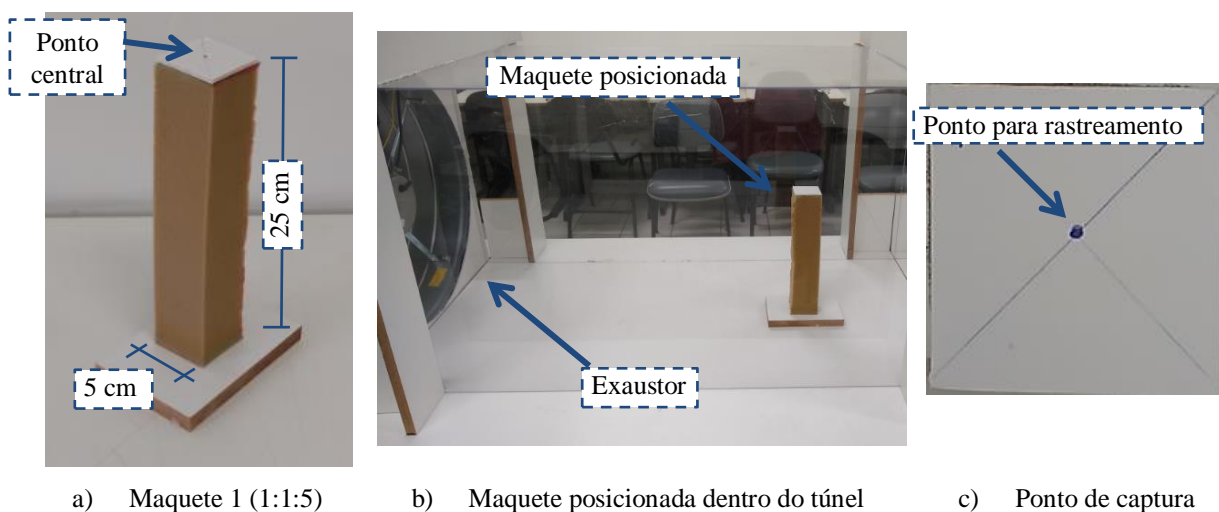 Ponto
central
25 cm
5 cm
Maquete posicionada
Exaustor
Ponto para rastreamento
a) Maquete 1 (1:1:5)
b) Maquete posicionada dentro do túnel
c) Ponto de captura